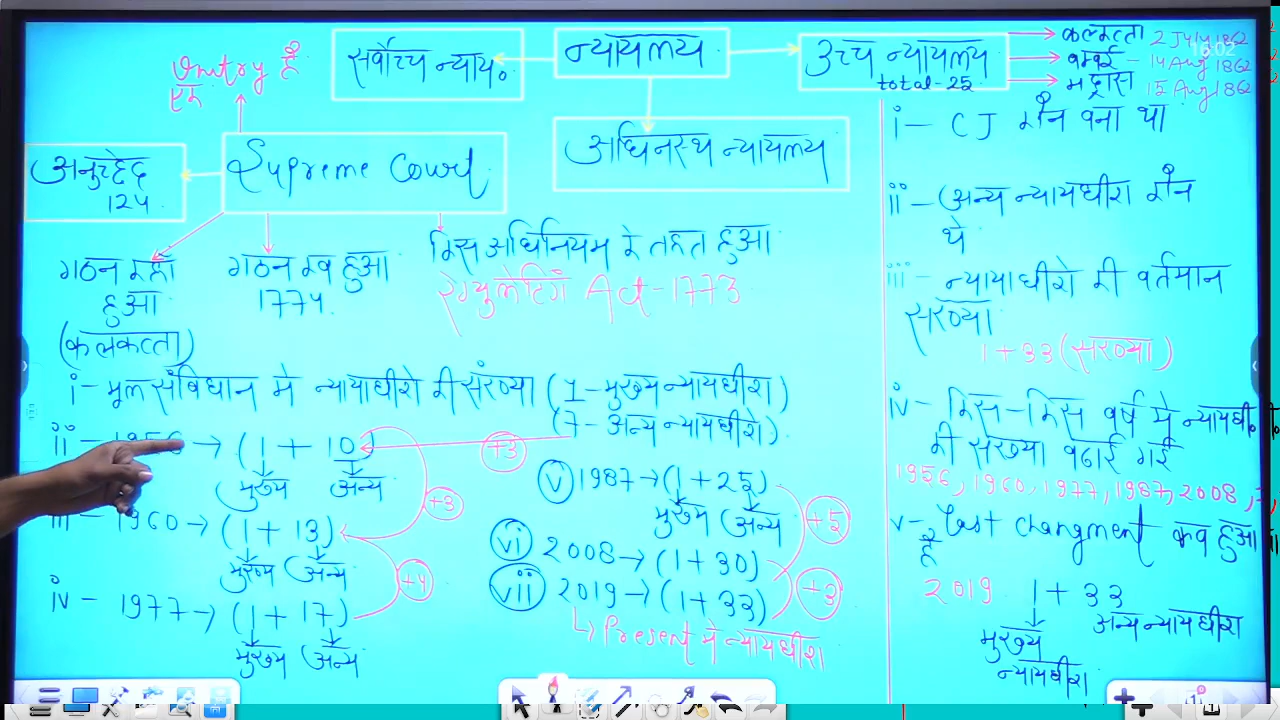 न्यायलय
सर्वोच्च न्याय०
उच्च न्यायलय
total-25
कलकत्ता 2 July 1862
बम्बई - 14 Aug 1862
मद्रास 15 Aug 1862
अधिनस्थ न्यायलय
है
एक
Supreme Court
अनुच्छेद
124
गठन कहाँ
हुआ
(कलकत्ता)
गठन कब हुआ
1774
किस अधिनियम के तहत हुआ
रेग्युलेटिंग Act-1773
i- मूल संविधान मे न्यायाधीशो की संख्या (1-मुख्य न्यायधीश)
(7- अन्य न्यायधीशो)
ii - 1956 → (1 + 10)
मुख्य अन्य
+3
iii - 1960 → (1 + 13)
मुख्य अन्य
+3
iv - 1977 → (1 + 17)
मुख्य अन्य
+4
v 1987 → (1 + 25)
मुख्य अन्य
vi 2008 → (1 + 30)
+5
vii 2019 → (1 + 33)
+3
Present मे न्यायधीश
i - CJ कौन बना था
ii - (अन्य न्यायधीश कौन
थे
iii - न्यायाधीशो की वर्तमान
संख्या
1+33 (संख्या)
iv - किस-किस वर्ष मे न्यायधी०
की संख्या बढाई गई
1956, 1960, 1977, 1987, 2008,
v - last changment कब हुआ
है
2019 1 + 33
मुख्य
न्यायधीश
अन्य न्यायधीश